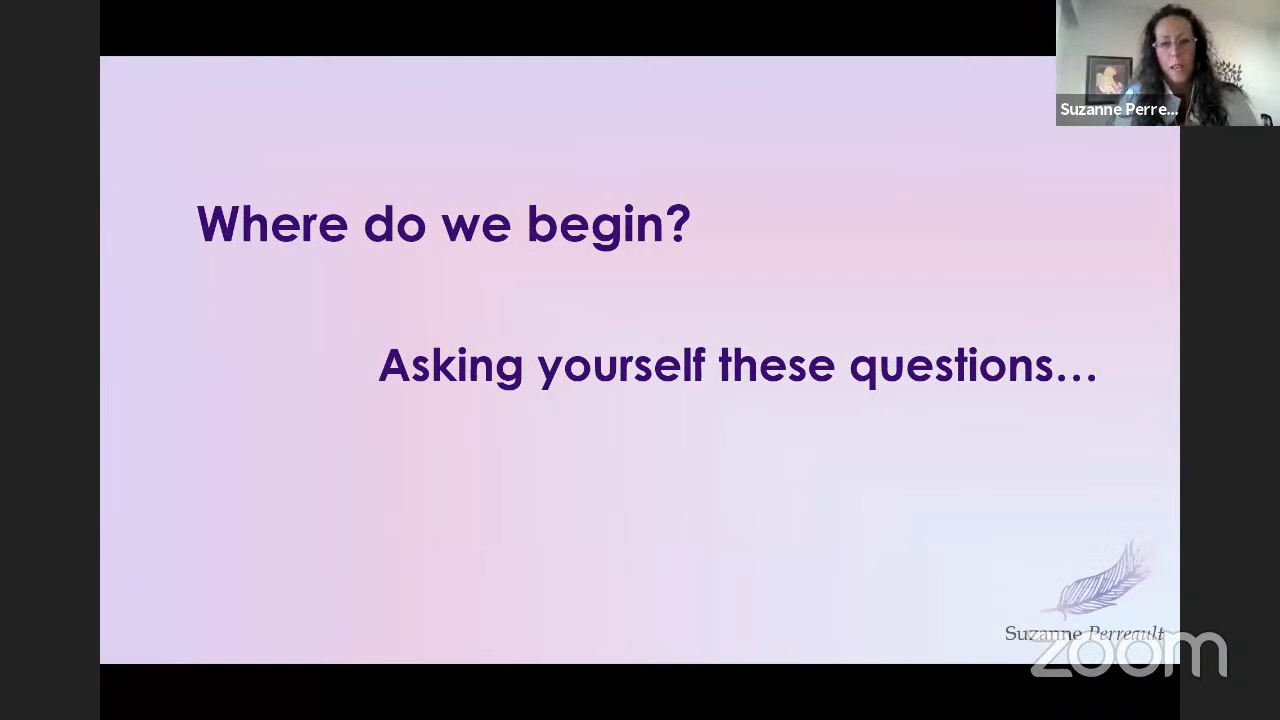 Suzanne Perre...
Where do we begin?
Asking yourself these questions...
Suzanne Perreault
zoom